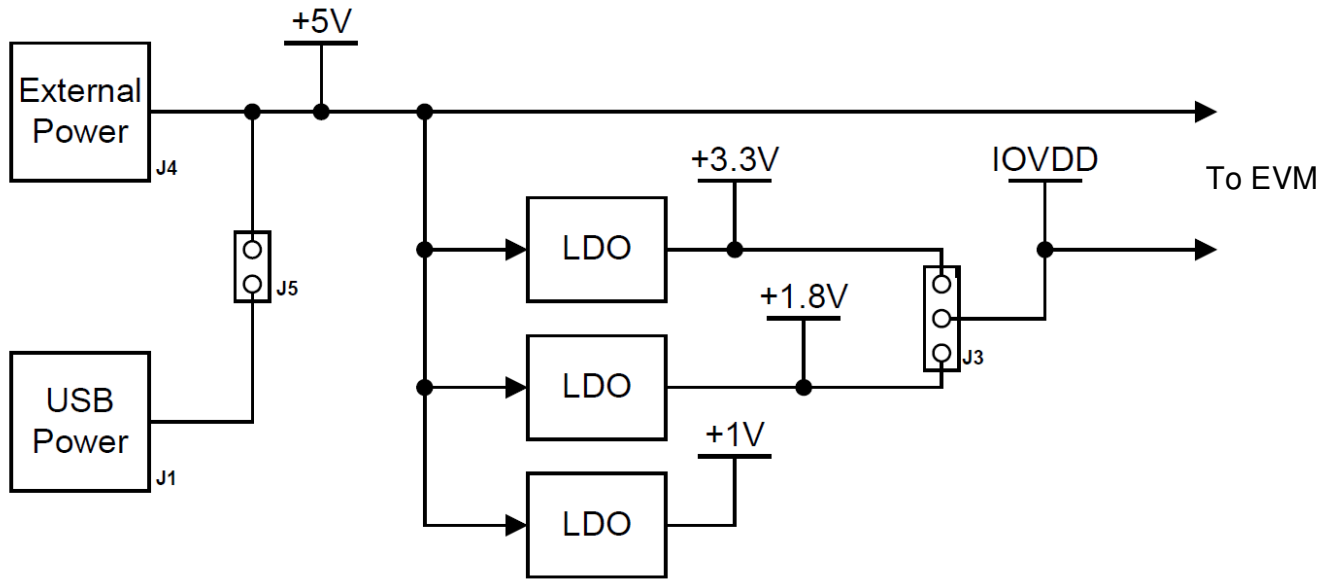 +5V
External
Power
J4
+3.3V
IOVDD
To EVM
LDO
J5
+1.8V
J3
USB
Power
J1
LDO
+1V
LDO